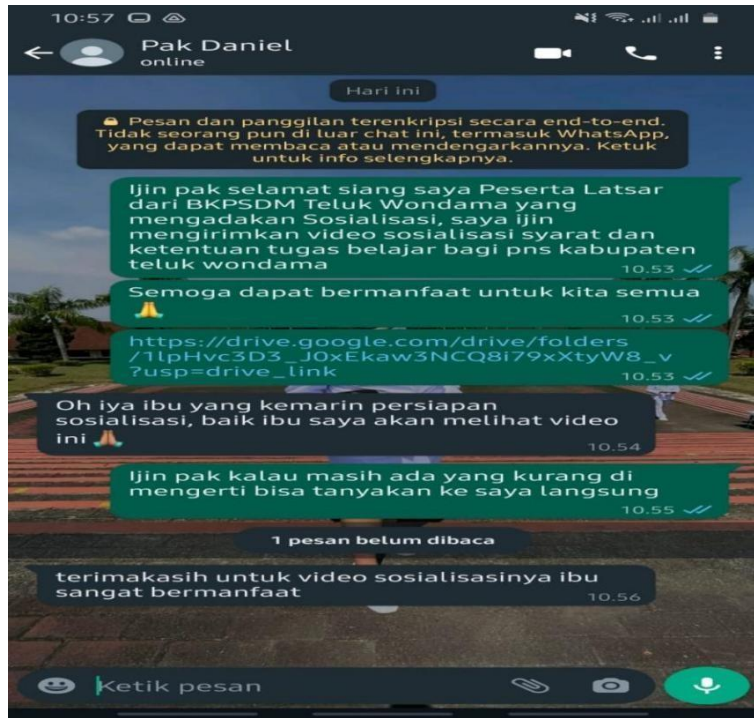 10:57
Pak Daniel
online
Hari ini
Pesan dan panggilan terenkripsi secara end-to-end.
Tidak seorang pun di luar chat ini, termasuk WhatsApp,
yang dapat membaca atau mendengarkannya. Ketuk
untuk info selengkapnya.
Ijin pak selamat siang saya Peserta Latsar
dari BKPSDM Teluk Wondama yang
mengadakan Sosialisasi, saya ijin
mengirimkan video sosialisasi syarat dan
ketentuan tugas belajar bagi pns kabupaten
teluk wondama
10.53
Semoga dapat bermanfaat untuk kita semua
🙏
10.53
https://drive.google.com/drive/folders
/1lpHvc3D3_J0xEkaw3NCQ8i79xXtyW8_v
?usp=drive_link
10.53
Oh iya ibu yang kemarin persiapan
sosialisasi, baik ibu saya akan melihat video
ini 🙏
10.54
Ijin pak kalau masih ada yang kurang di
mengerti bisa tanyakan ke saya langsung
10.55
1 pesan belum dibaca
terimakasih untuk video sosialisasinya ibu
sangat bermanfaat
10.56
Ketik pesan